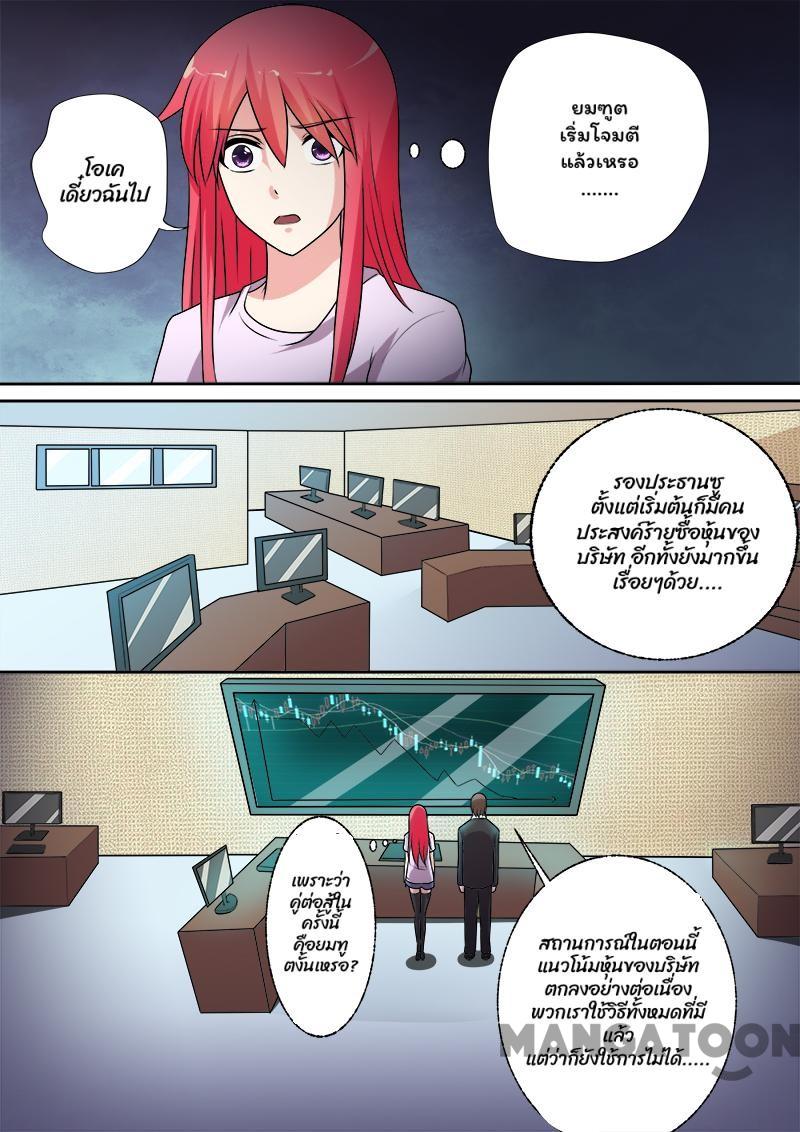 ยมฑูต
เริ่มโจมตี
แล้วเหรอ
.......
โอเค
เดี๋ยวฉันไป
รองประธานซู
ตั้งแต่เริ่มต้นก็มีคน
ประสงค์ร้ายซื้อหุ้นของ
บริษัท อีกทั้งยังมากขึ้น
เรื่อยๆด้วย....
เพราะว่า
คู่ต่อสู้ใน
ครั้งนี้
คือยมทู
ตงั้นเหรอ?
สถานการณ์ในตอนนี้
แนวโน้มหุ้นของบริษัท
ตกลงอย่างต่อเนื่อง
พวกเราใช้วิธีทั้งหมดที่มี
แล้ว
แต่ว่าก็ยังใช้การไม่ได้.....
MANGATOON